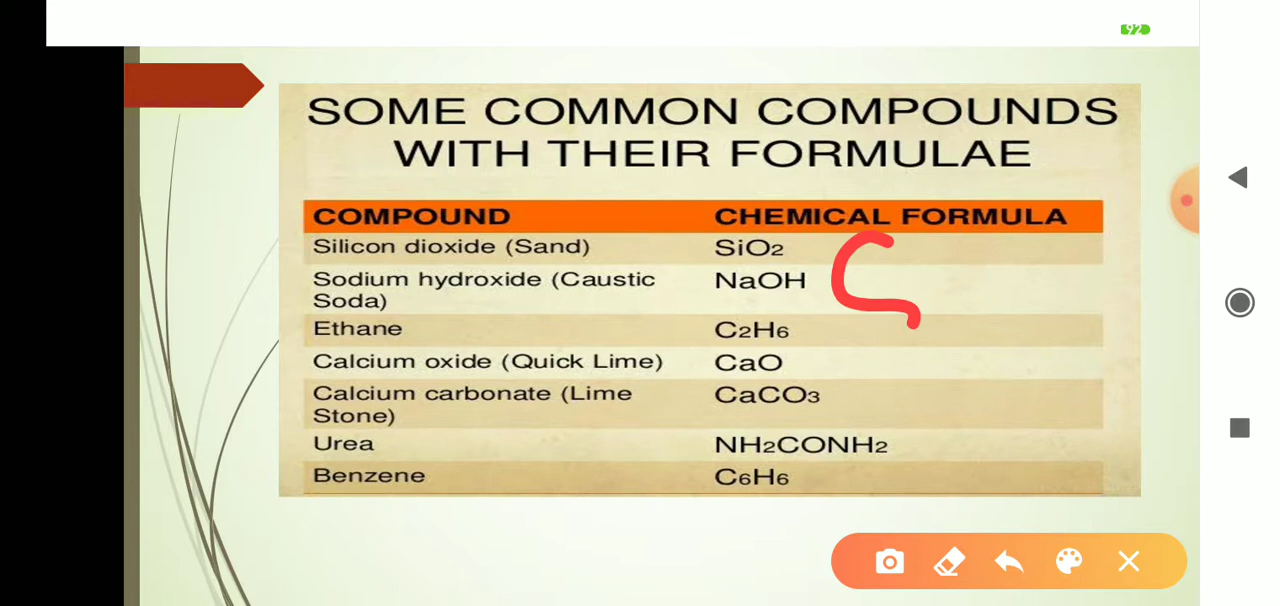 92
SOME COMMON COMPOUNDS
WITH THEIR FORMULAE
COMPOUND CHEMICAL FORMULA
Silicon dioxide (Sand) SiO2
Sodium hydroxide (Caustic NaOH
Soda)
Ethane C2H6
Calcium oxide (Quick Lime) CaO
Calcium carbonate (Lime CaCO3
Stone)
Urea NH2CONH2
Benzene C6H6